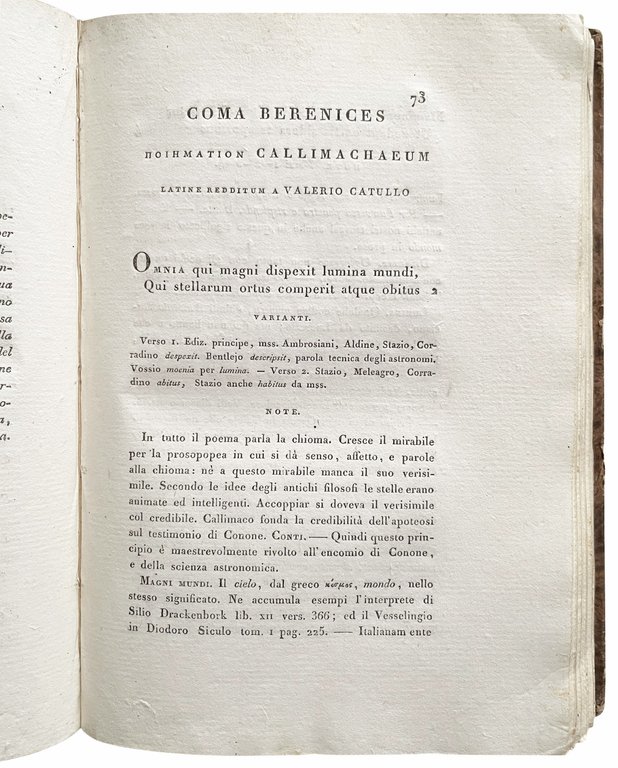 73
COMA BERENICES
ΠΟΙΗΜΑΤΙΟΝ CALLIMACHAEUM
LATINE REDDITUM A VALERIO CATULLO
OMNIA qui magni dispexit lumina mundi,
Qui stellarum ortus comperit atque obitus 2
VARIANTI.
Verso 1. Ediz. principe, mss. Ambrosiani, Aldine, Stazio, Cor-
radino despexit. Bentlejo descripsit, parola tecnica degli astronomi.
Vossio moenia per lumina. — Verso 2. Stazio, Meleagro, Corra-
dino abitus, Stazio anche habitus da mss.
NOTE.
In tutto il poema parla la chioma. Cresce il mirabile
per la prosopopea in cui si dà senso, affetto, e parole
alla chioma: nè a questo mirabile manca il suo verisi-
mile. Secondo le idee degli antichi filosofi le stelle erano
animate ed intelligenti. Accoppiar si doveva il verisimile
col credibile. Callimaco fonda la credibilità dell'apoteosi
sul testimonio di Conone. CONTI. — Quindi questo prin-
cipio è maestrevolmente rivolto all'encomio di Conone,
e della scienza astronomica.
MAGNI MUNDI. Il cielo, dal greco κόσμος, mondo, nello
stesso significato. Ne accumula esempi l'interprete di
Silio Drackenbork lib. XII vers. 366; ed il Vesselingio
in Diodoro Siculo tom. 1 pag. 225. — Italianam ente